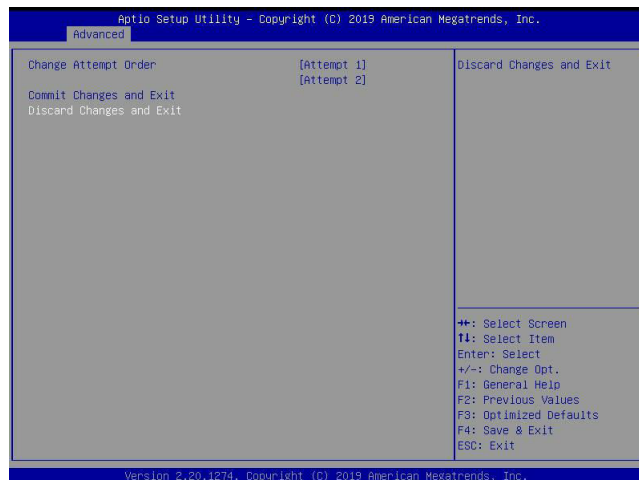 Aptio Setup Utility – Copyright (C) 2019 American Megatrends, Inc.
Advanced
Change Attempt Order [Attempt 1]
[Attempt 2]
Commit Changes and Exit
Discard Changes and Exit
Discard Changes and Exit
→←: Select Screen
↑↓: Select Item
Enter: Select
+/-: Change Opt.
F1: General Help
F2: Previous Values
F3: Optimized Defaults
F4: Save & Exit
ESC: Exit
Version 2.20.1274. Copyright (C) 2019 American Megatrends, Inc.